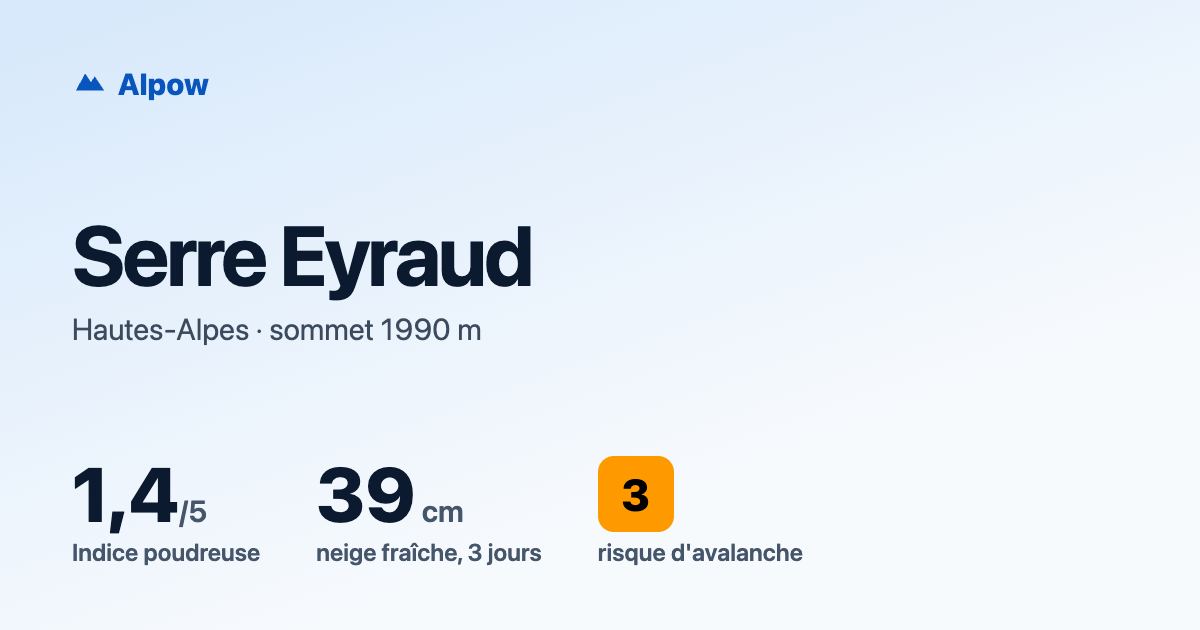 Alpow
Serre Eyraud
Hautes-Alpes · sommet 1990 m
1,4/5
Indice poudreuse
39 cm
neige fraîche, 3 jours
3
risque d'avalanche